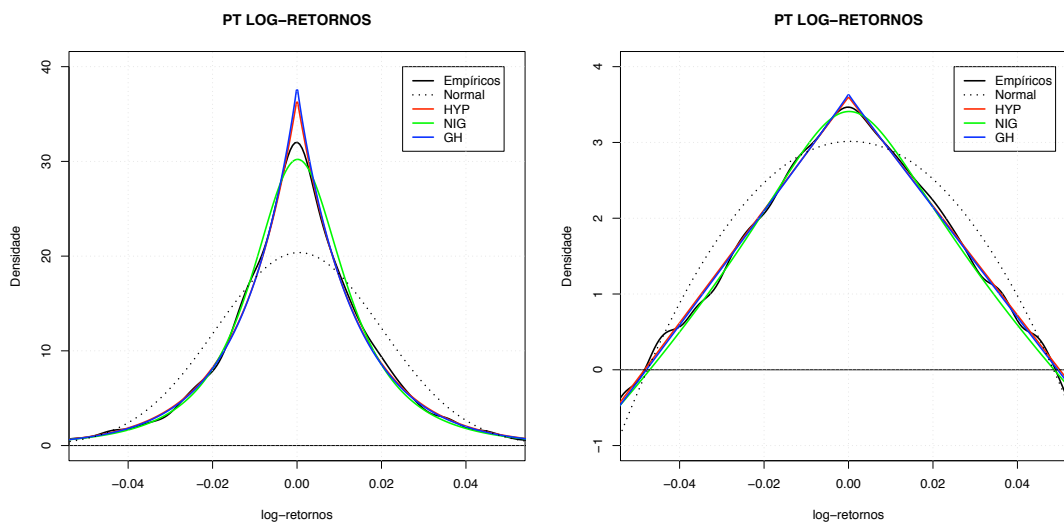 PT LOG−RETORNOS
40
30
20
10
0
Densidade
−0.04 −0.02 0.00 0.02 0.04
log−retornos
Empíricos
Normal
HYP
NIG
GH
PT LOG−RETORNOS
4
3
2
1
0
−1
Densidade
−0.04 −0.02 0.00 0.02 0.04
log−retornos
Empíricos
Normal
HYP
NIG
GH